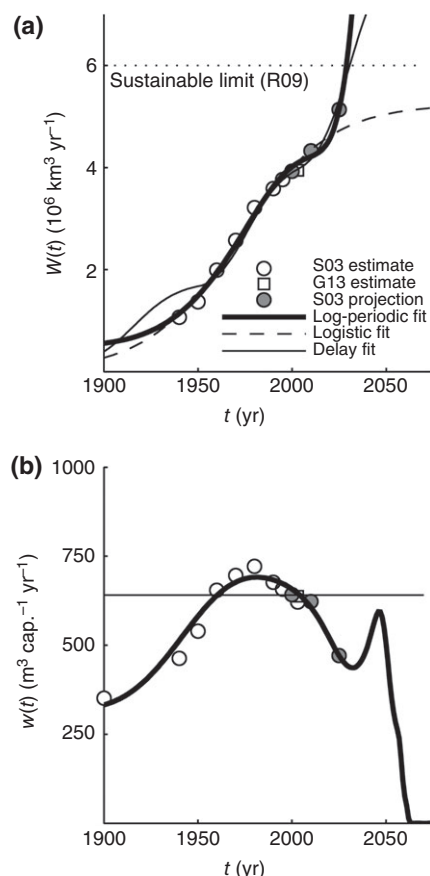 (a)
6
Sustainable limit (R09)
4
2
W(t) (10⁶ km³ yr⁻¹)
S03 estimate
G13 estimate
S03 projection
Log-periodic fit
Logistic fit
Delay fit
1900 1950 2000 2050
t (yr)
(b)
1000
750
500
250
w(t) (m³ cap.⁻¹ yr⁻¹)
1900 1950 2000 2050
t (yr)